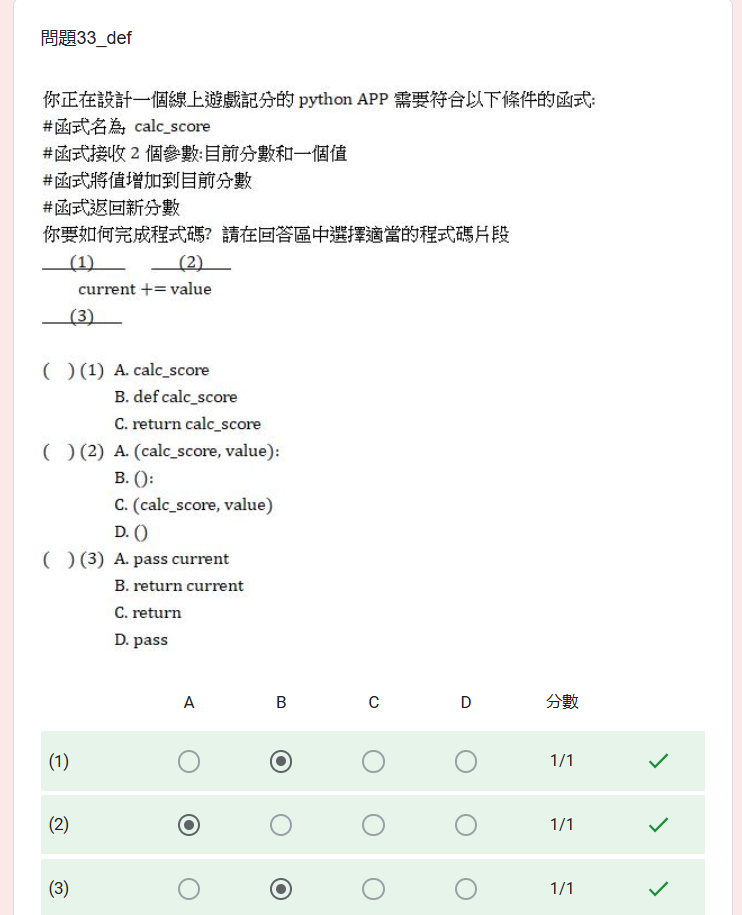 問題33_def
你正在設計一個線上遊戲記分的 python APP 需要符合以下條件的函式:
#函式名為 calc_score
#函式接收 2 個參數:目前分數和一個值
#函式將值增加到目前分數
#函式返回新分數
你要如何完成程式碼? 請在回答區中選擇適當的程式碼片段
___(1)___ ___(2)___
current += value
___(3)___
( ) (1) A. calc_score
B. def calc_score
C. return calc_score
( ) (2) A. (calc_score, value):
B. ():
C. (calc_score, value)
D. ()
( ) (3) A. pass current
B. return current
C. return
D. pass
A B C D 分數
(1) 1/1
(2) 1/1
(3) 1/1